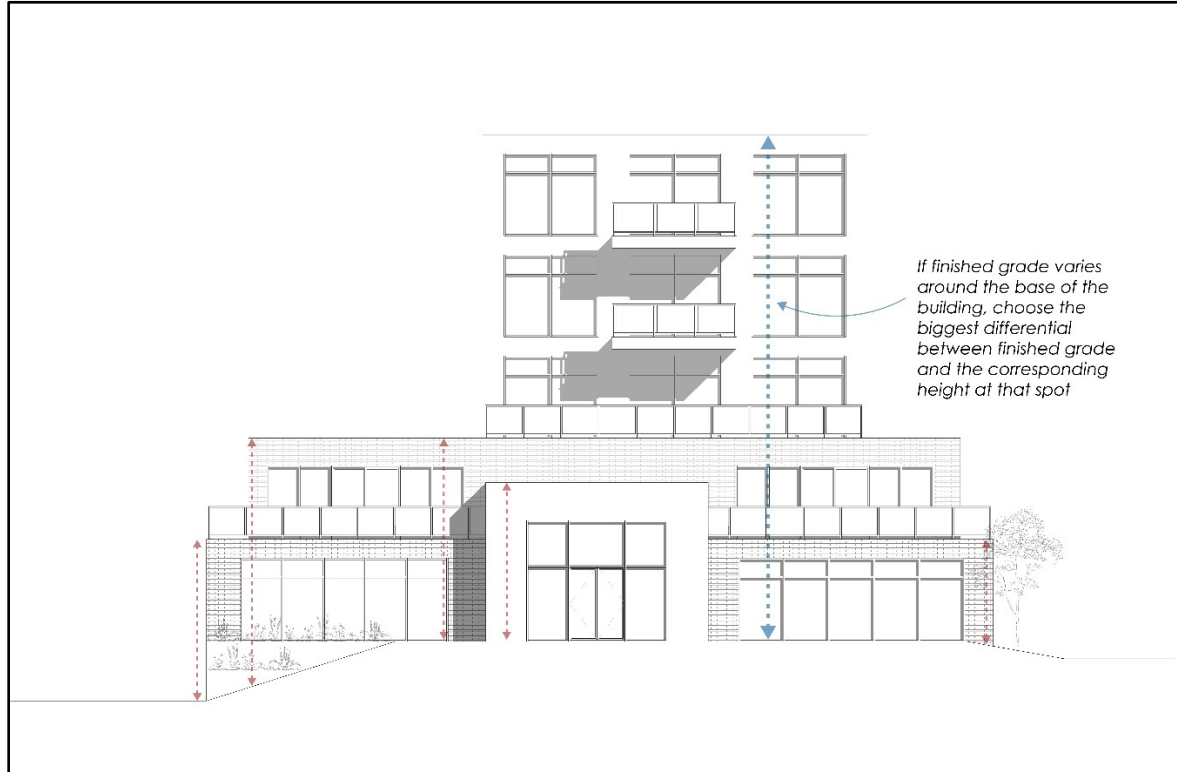 If finished grade varies
around the base of the
building, choose the
biggest differential
between finished grade
and the corresponding
height at that spot